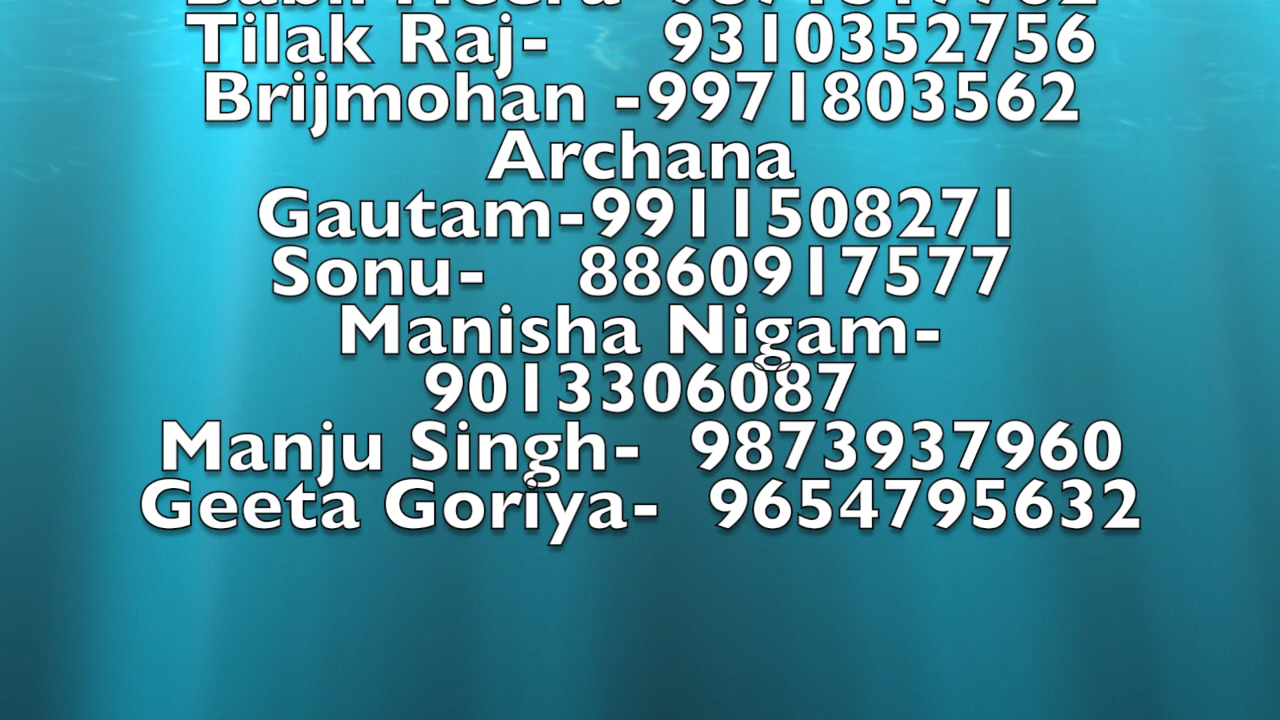 Tilak Raj- 9310352756
Brijmohan -9971803562
Archana
Gautam-9911508271
Sonu- 8860917577
Manisha Nigam-
9013306087
Manju Singh- 9873937960
Geeta Goriya- 9654795632